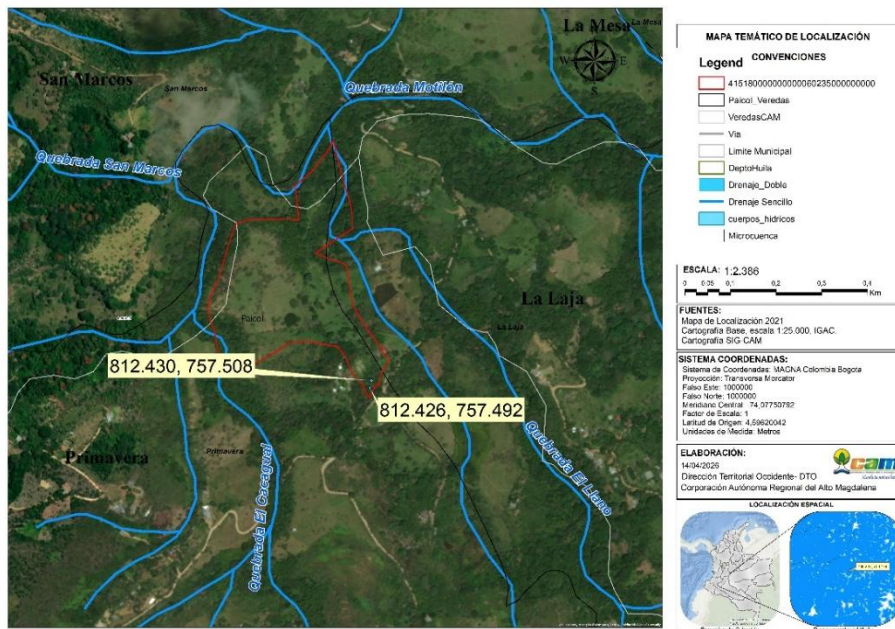 La Mesa
La Mesa
W E
S
San Marcos
San Marcos
Quebrada Motilón
Quebrada San Marcos
La Laja
La Laja
Paicol
812.430, 757.508
812.426, 757.492
Primavera
Primavera
Quebrada El Cacagual
Quebrada El Llano
MAPA TEMÁTICO DE LOCALIZACIÓN
CONVENCIONES
Legend
Paicol_Veredas
VeredasCAM
Via
Limite Municipal
DeptoHuila
Drenaje_Doble
Drenaje Sencillo
cuerpos_hidricos
Microcuenca
ESCALA: 1:2.386
0 0,05 0,1 0,2 0,3 0,4
Km
FUENTES:
Mapa de Localización 2021
Cartografía Base, escala 1:25.000, IGAC.
Cartografía SIG CAM
SISTEMA COORDENADAS:
Sistema de Coordenadas: MAGNA Colombia Bogota
Proyección: Transversa Mercator
Falso Este: 1000000
Falso Norte: 1000000
Meridiano Central: -74,07750792
Factor de Escala: 1
Latitud de Origen: 4,59620042
Unidades de Medida: Metros
ELABORACIÓN:
14/04/2026
Dirección Territorial Occidente- DTO
Corporación Autónoma Regional del Alto Magdalena
cam
LOCALIZACIÓN ESPACIAL